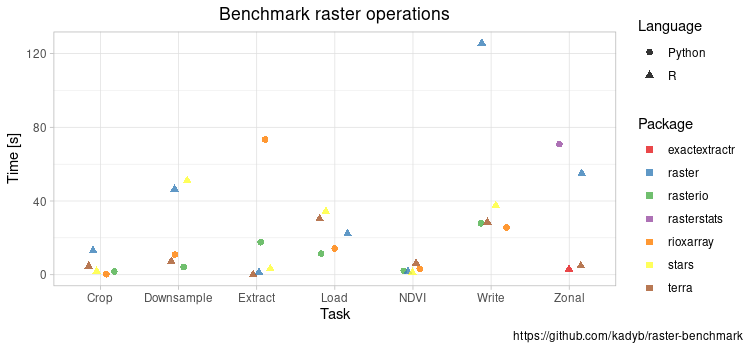 Benchmark raster operations
Time [s]
120
80
40
0
Crop
Downsample
Extract
Load
NDVI
Write
Zonal
Task
Language
Python
R
Package
exactextractr
raster
rasterio
rasterstats
rioxarray
stars
terra
https://github.com/kadyb/raster-benchmark